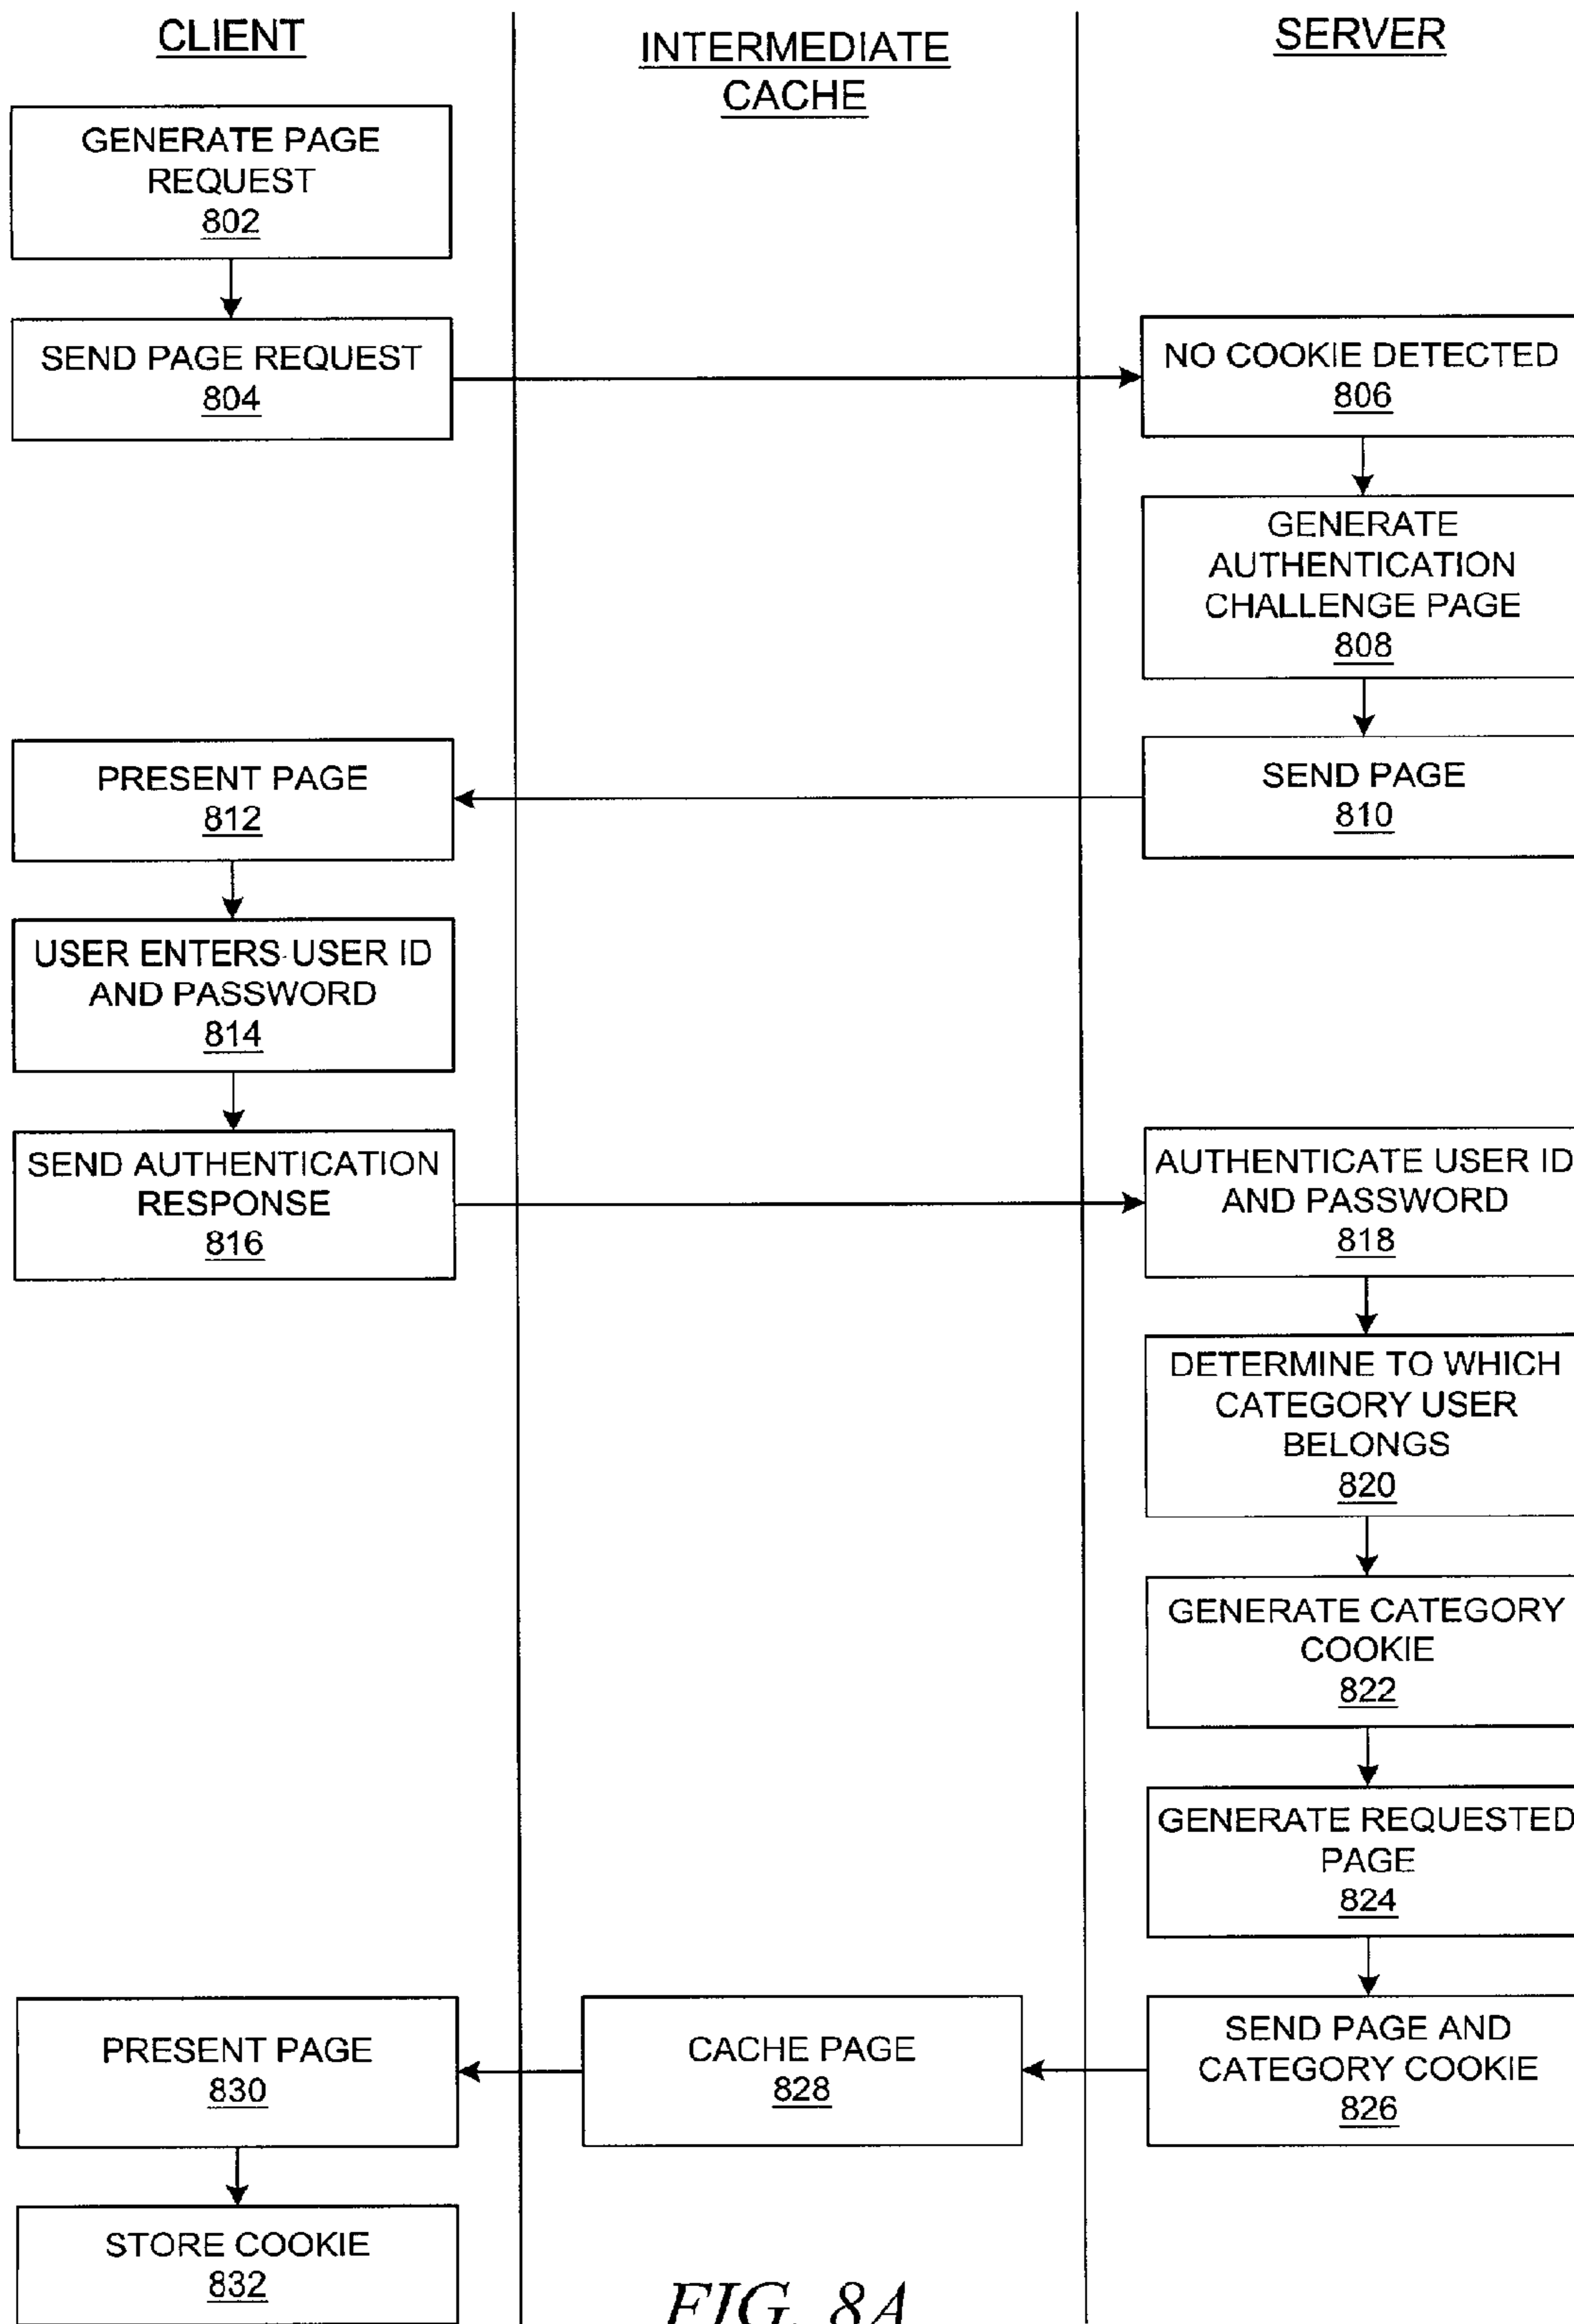 CLIENT
INTERMEDIATE
CACHE
SERVER
GENERATE PAGE
REQUEST
802
SEND PAGE REQUEST
804
NO COOKIE DETECTED
806
GENERATE
AUTHENTICATION
CHALLENGE PAGE
808
SEND PAGE
810
PRESENT PAGE
812
USER ENTERS USER ID
AND PASSWORD
814
SEND AUTHENTICATION
RESPONSE
816
AUTHENTICATE USER ID
AND PASSWORD
818
DETERMINE TO WHICH
CATEGORY USER
BELONGS
820
GENERATE CATEGORY
COOKIE
822
GENERATE REQUESTED
PAGE
824
SEND PAGE AND
CATEGORY COOKIE
826
CACHE PAGE
828
PRESENT PAGE
830
STORE COOKIE
832
FIG. 8A